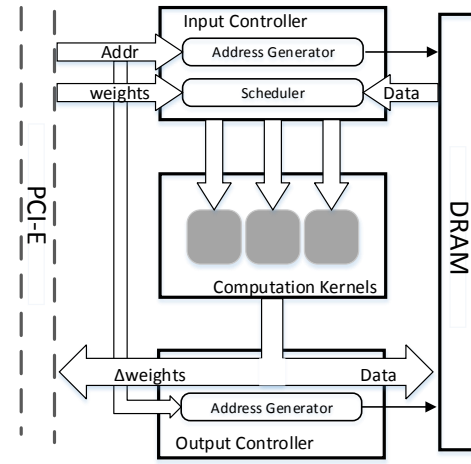 Input Controller
Addr
Address Generator
weights
Scheduler
Data
PCI-E
DRAM
Computation Kernels
Δweights
Data
Address Generator
Output Controller